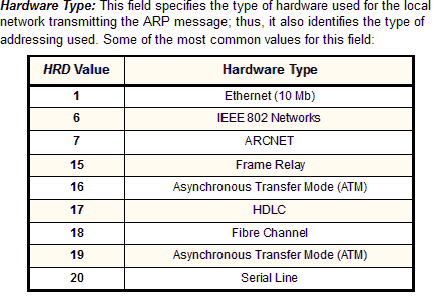 Hardware Type: This field specifies the type of hardware used for the local
network transmitting the ARP message; thus, it also identifies the type of
addressing used. Some of the most common values for this field:
HRD Value Hardware Type
1 Ethernet (10 Mb)
6 IEEE 802 Networks
7 ARCNET
15 Frame Relay
16 Asynchronous Transfer Mode (ATM)
17 HDLC
18 Fibre Channel
19 Asynchronous Transfer Mode (ATM)
20 Serial Line